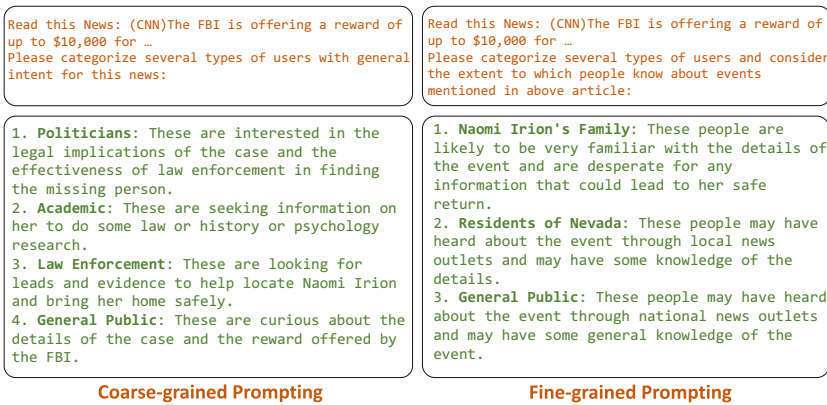 Read this News: (CNN)The FBI is offering a reward of
up to $10,000 for …
Please categorize several types of users with general
intent for this news:
1. Politicians: These are interested in the
legal implications of the case and the
effectiveness of law enforcement in finding
the missing person.
2. Academic: These are seeking information on
her to do some law or history or psychology
research.
3. Law Enforcement: These are looking for
leads and evidence to help locate Naomi Irion
and bring her home safely.
4. General Public: These are curious about the
details of the case and the reward offered by
the FBI.
Coarse-grained Prompting
Read this News: (CNN)The FBI is offering a reward of
up to $10,000 for …
Please categorize several types of users and consider
the extent to which people know about events
mentioned in above article:
1. Naomi Irion's Family: These people are
likely to be very familiar with the details of
the event and are desperate for any
information that could lead to her safe
return.
2. Residents of Nevada: These people may have
heard about the event through local news
outlets and may have some knowledge of the
details.
3. General Public: These people may have heard
about the event through national news outlets
and may have some general knowledge of the
event.
Fine-grained Prompting